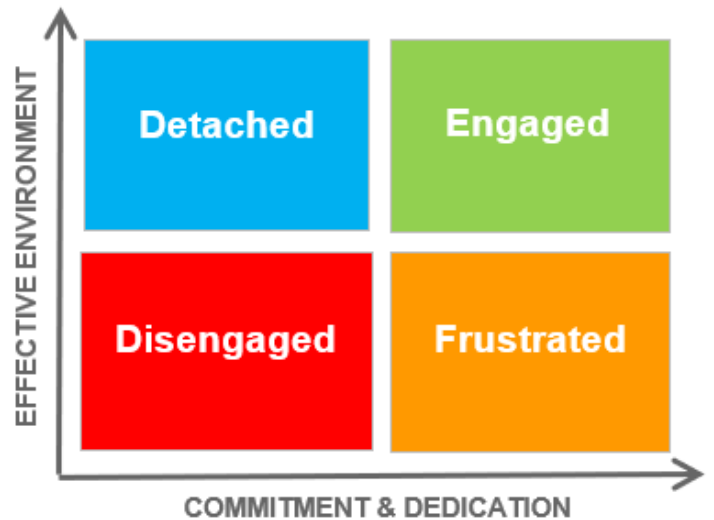 EFFECTIVE ENVIRONMENT
Detached
Engaged
Disengaged
Frustrated
COMMITMENT & DEDICATION